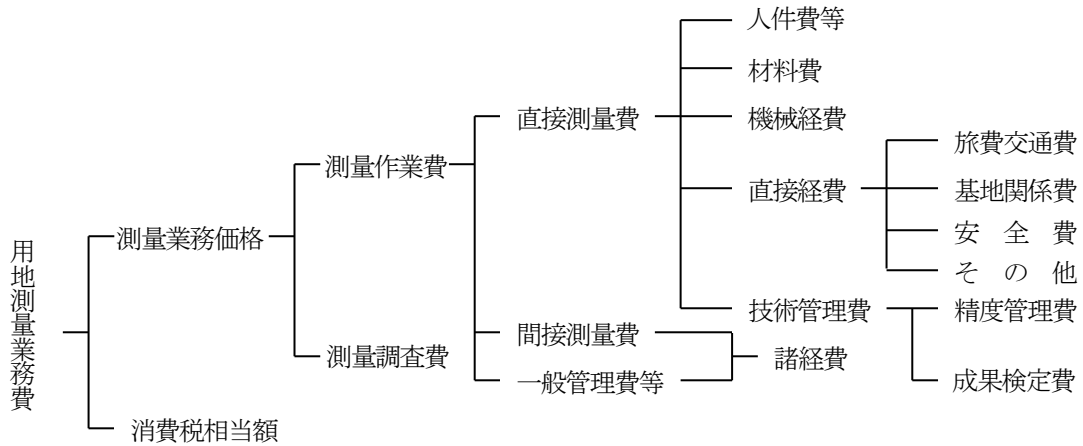 用地測量業務費
測量業務価格
消費税相当額
測量作業費
測量調査費
直接測量費
間接測量費
一般管理費等
諸経費
人件費等
材料費
機械経費
直接経費
技術管理費
旅費交通費
基地関係費
安 全 費
そ の 他
精度管理費
成果検定費